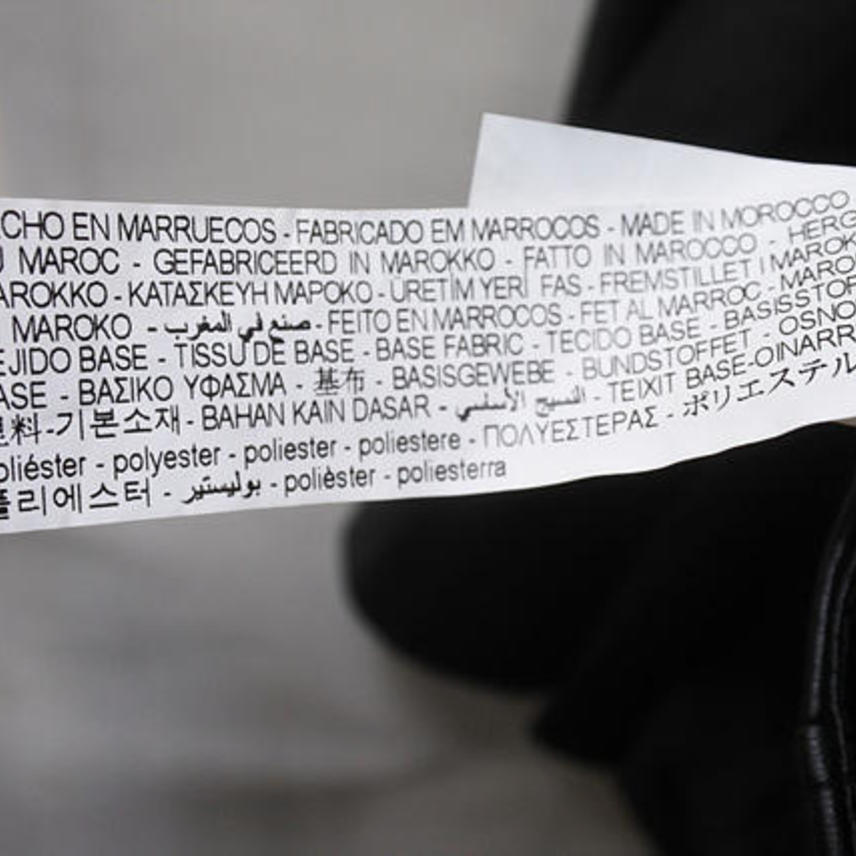 CHO EN MARRUECOS - FABRICADO EM MARROCOS - MADE IN MOROCCO
MAROC - GEFABRICEERD IN MAROKKO - FATTO IN MAROCCO - HERG
AROKKO - ΚΑΤΑΣΚΕΥΗ ΜΑΡΟΚΟ - ÜRETİM YERİ FAS - FREMSTILLET I MAROK
MAROKO - صنع في المغرب - FEITO EN MARROCOS - FET AL MARROC - MARO
EJIDO BASE - TISSU DE BASE - BASE FABRIC - TECIDO BASE - BASISSTOF
ASE - ΒΑΣΙΚΟ ΥΦΑΣΜΑ - 基布 - BASISGEWEBE - BUNDSTOFFET - OSNO
料 - 기본소재 - BAHAN KAIN DASAR - النسيج الأساسي - TEIXIT BASE-OINARR
oliéster - polyester - poliester - poliestere - ΠΟΛΥΕΣΤΕΡΑΣ - ポリエステル
폴리에스터 - بوليستير - polièster - poliesterra